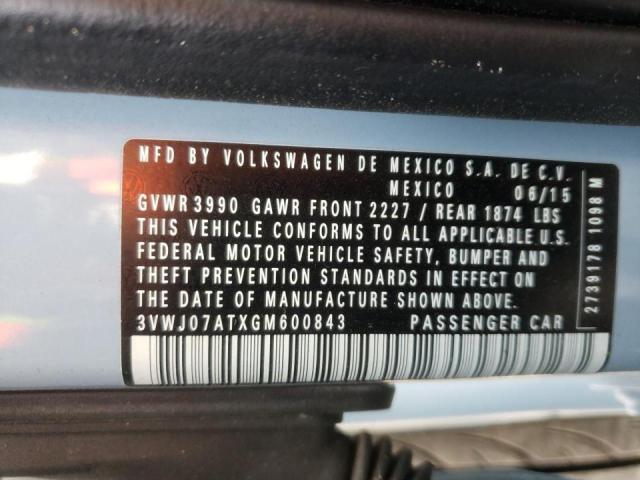 MFD BY VOLKSWAGEN DE MEXICO S.A. DE C.V.
MEXICO 06/15
GVWR 3990 GAWR FRONT 2227 / REAR 1874 LBS
THIS VEHICLE CONFORMS TO ALL APPLICABLE U.S.
FEDERAL MOTOR VEHICLE SAFETY, BUMPER AND
THEFT PREVENTION STANDARDS IN EFFECT ON
THE DATE OF MANUFACTURE SHOWN ABOVE.
3VWJ07ATXGM600843 PASSENGER CAR
2739178 1098 M